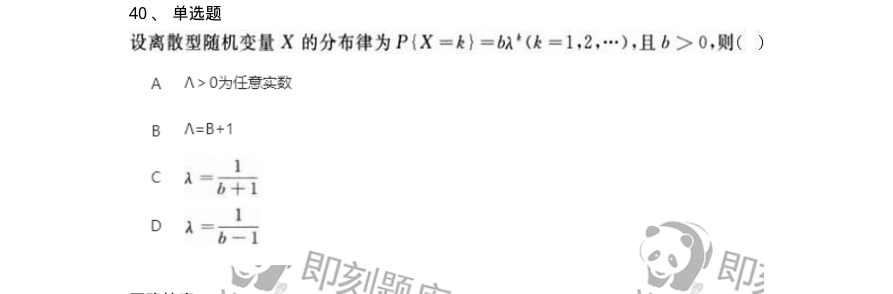 40 、 单选题
设离散型随机变量 X 的分布律为 P{X=k}=bλᵏ(k=1,2,…),且 b>0,则( )
A Λ>0为任意实数
B Λ=B+1
C λ=1/(b+1)
D λ=1/(b−1)
即刻题库 即